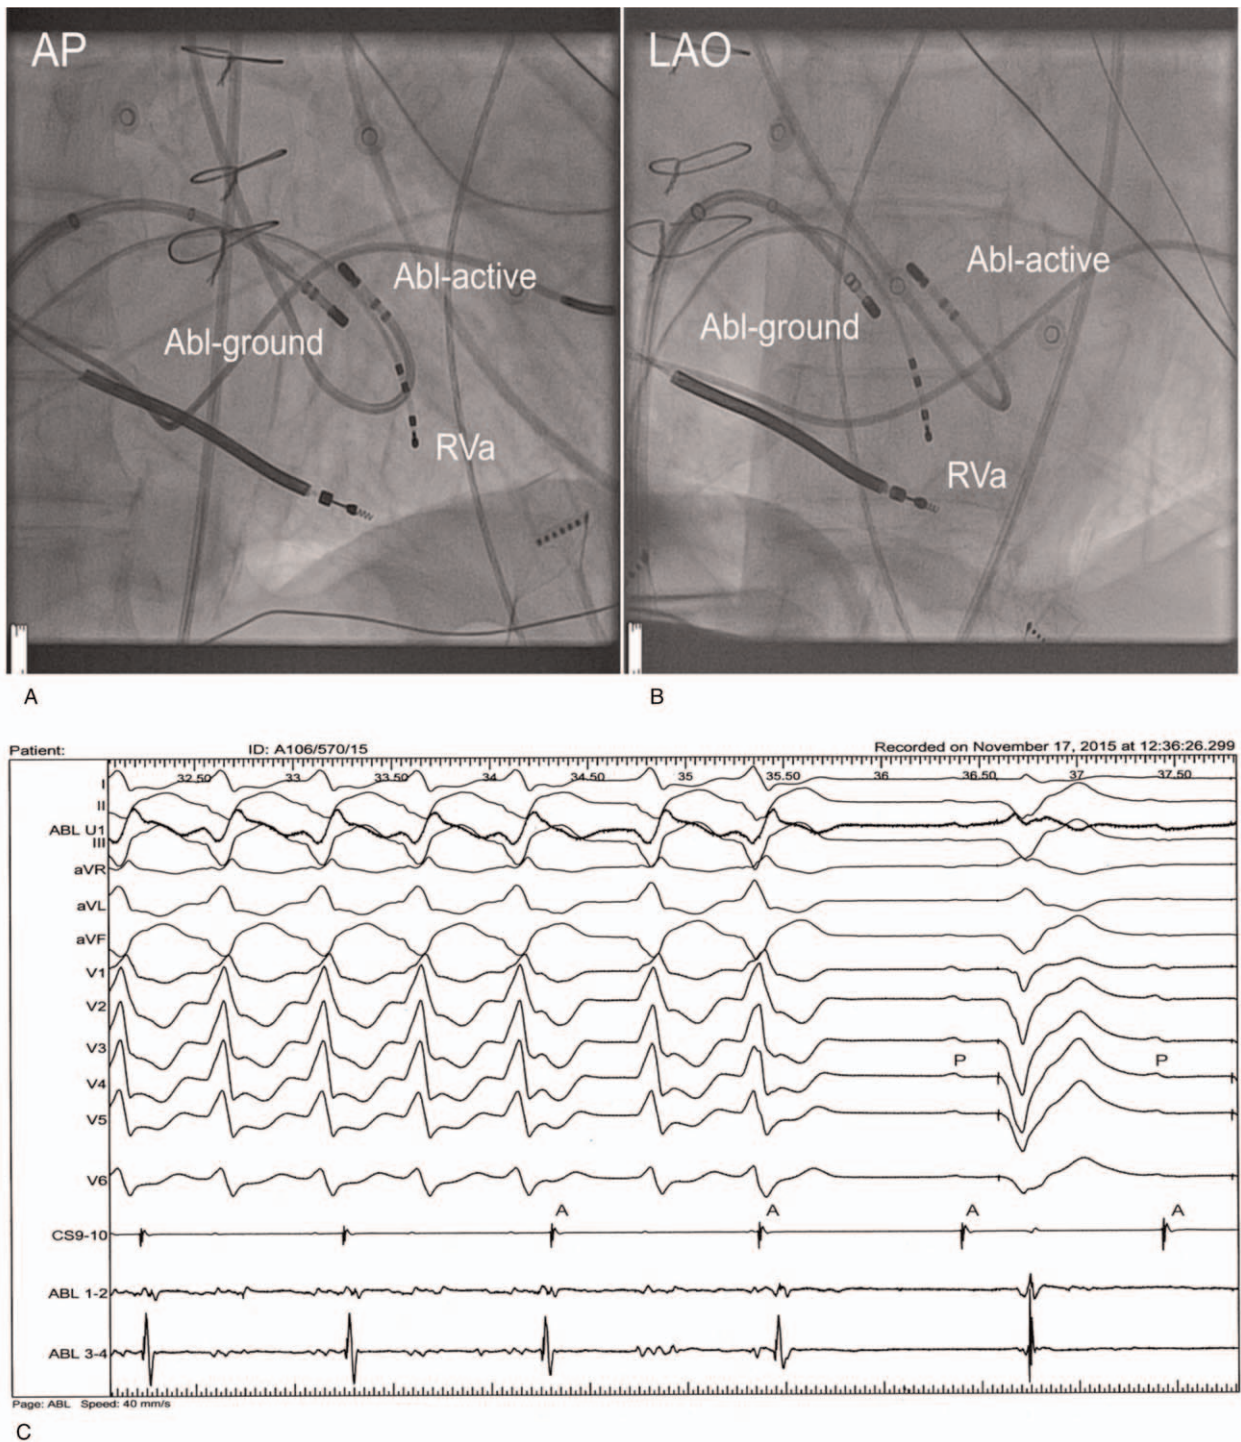 AP
LAO
Abl-active
Abl-active
Abl-ground
Abl-ground
RVa
RVa
A
B
Patient:
ID: A106/570/15
Recorded on November 17, 2015 at 12:36:26.299
32.50 33 33.50 34 34.50 35 35.50 36 36.50 37 37.50
I
II
ABL U1
III
aVR
aVL
aVF
V1
V2
V3
P P
V4
V5
V6
A A A A
CS9-10
ABL 1-2
ABL 3-4
Page: ABL Speed: 40 mm/s
C